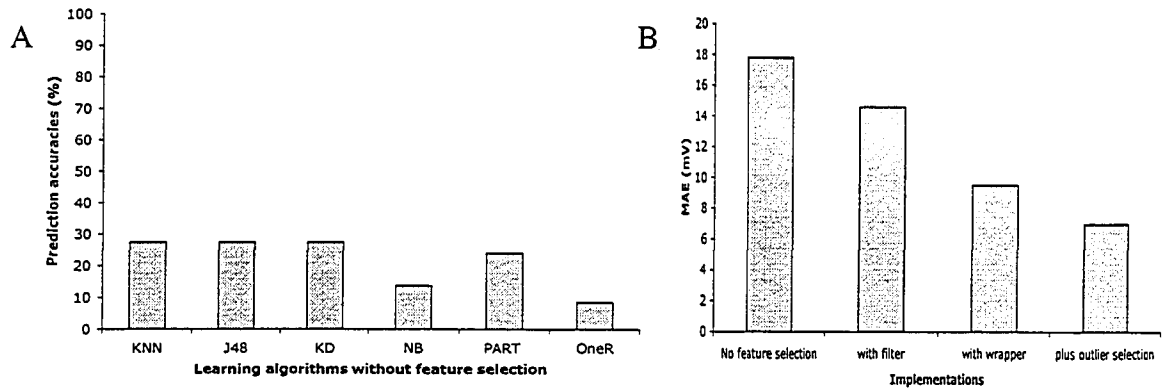 A
Prediction accuracies (%)
100
90
80
70
60
50
40
30
20
10
0
KNN J48 KD NB PART OneR
Learning algorithms without feature selection
B
MAE (mV)
20
18
16
14
12
10
8
6
4
2
0
No feature selection with filter with wrapper plus outlier selection
Implementations